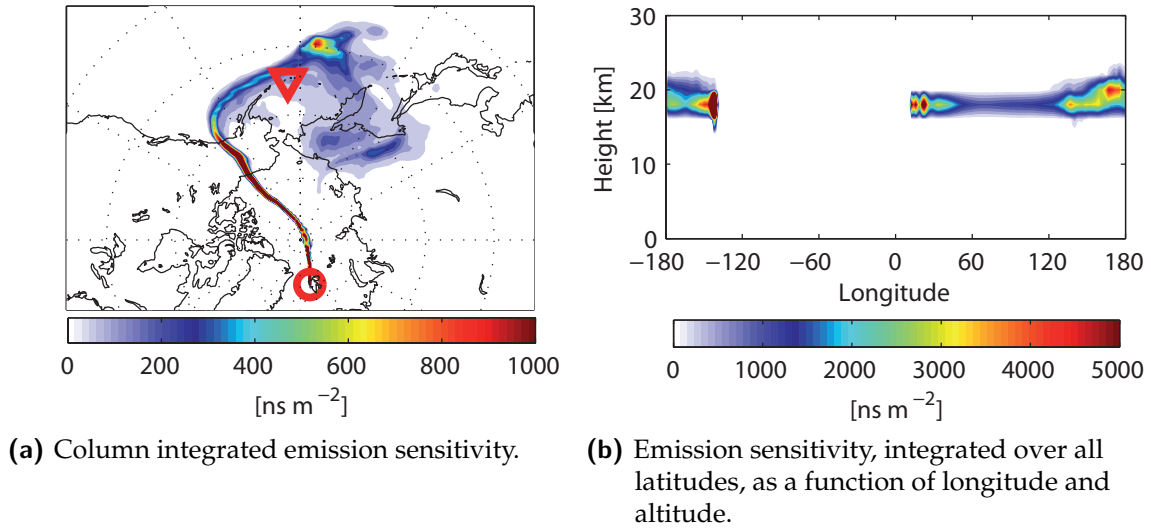 30
20
10
0
Height [km]
−180 −120 −60 0 60 120 180
Longitude
0 200 400 600 800 1000
[ns m −2]
0 1000 2000 3000 4000 5000
[ns m −2]
(a) Column integrated emission sensitivity.
(b) Emission sensitivity, integrated over all
latitudes, as a function of longitude and
altitude.